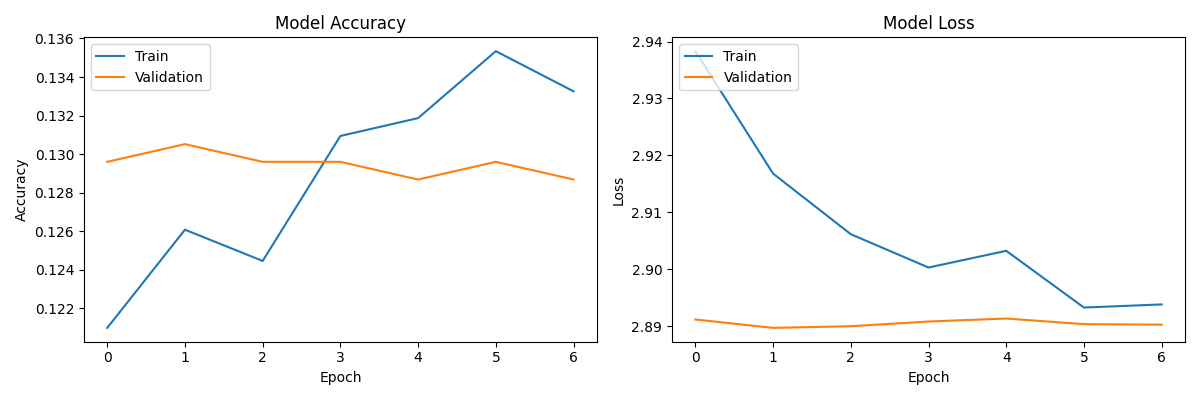 Model Accuracy
Train
Validation
0.136
0.134
0.132
0.130
0.128
0.126
0.124
0.122
Accuracy
0 1 2 3 4 5 6
Epoch
Model Loss
Train
Validation
2.94
2.93
2.92
2.91
2.90
2.89
Loss
0 1 2 3 4 5 6
Epoch